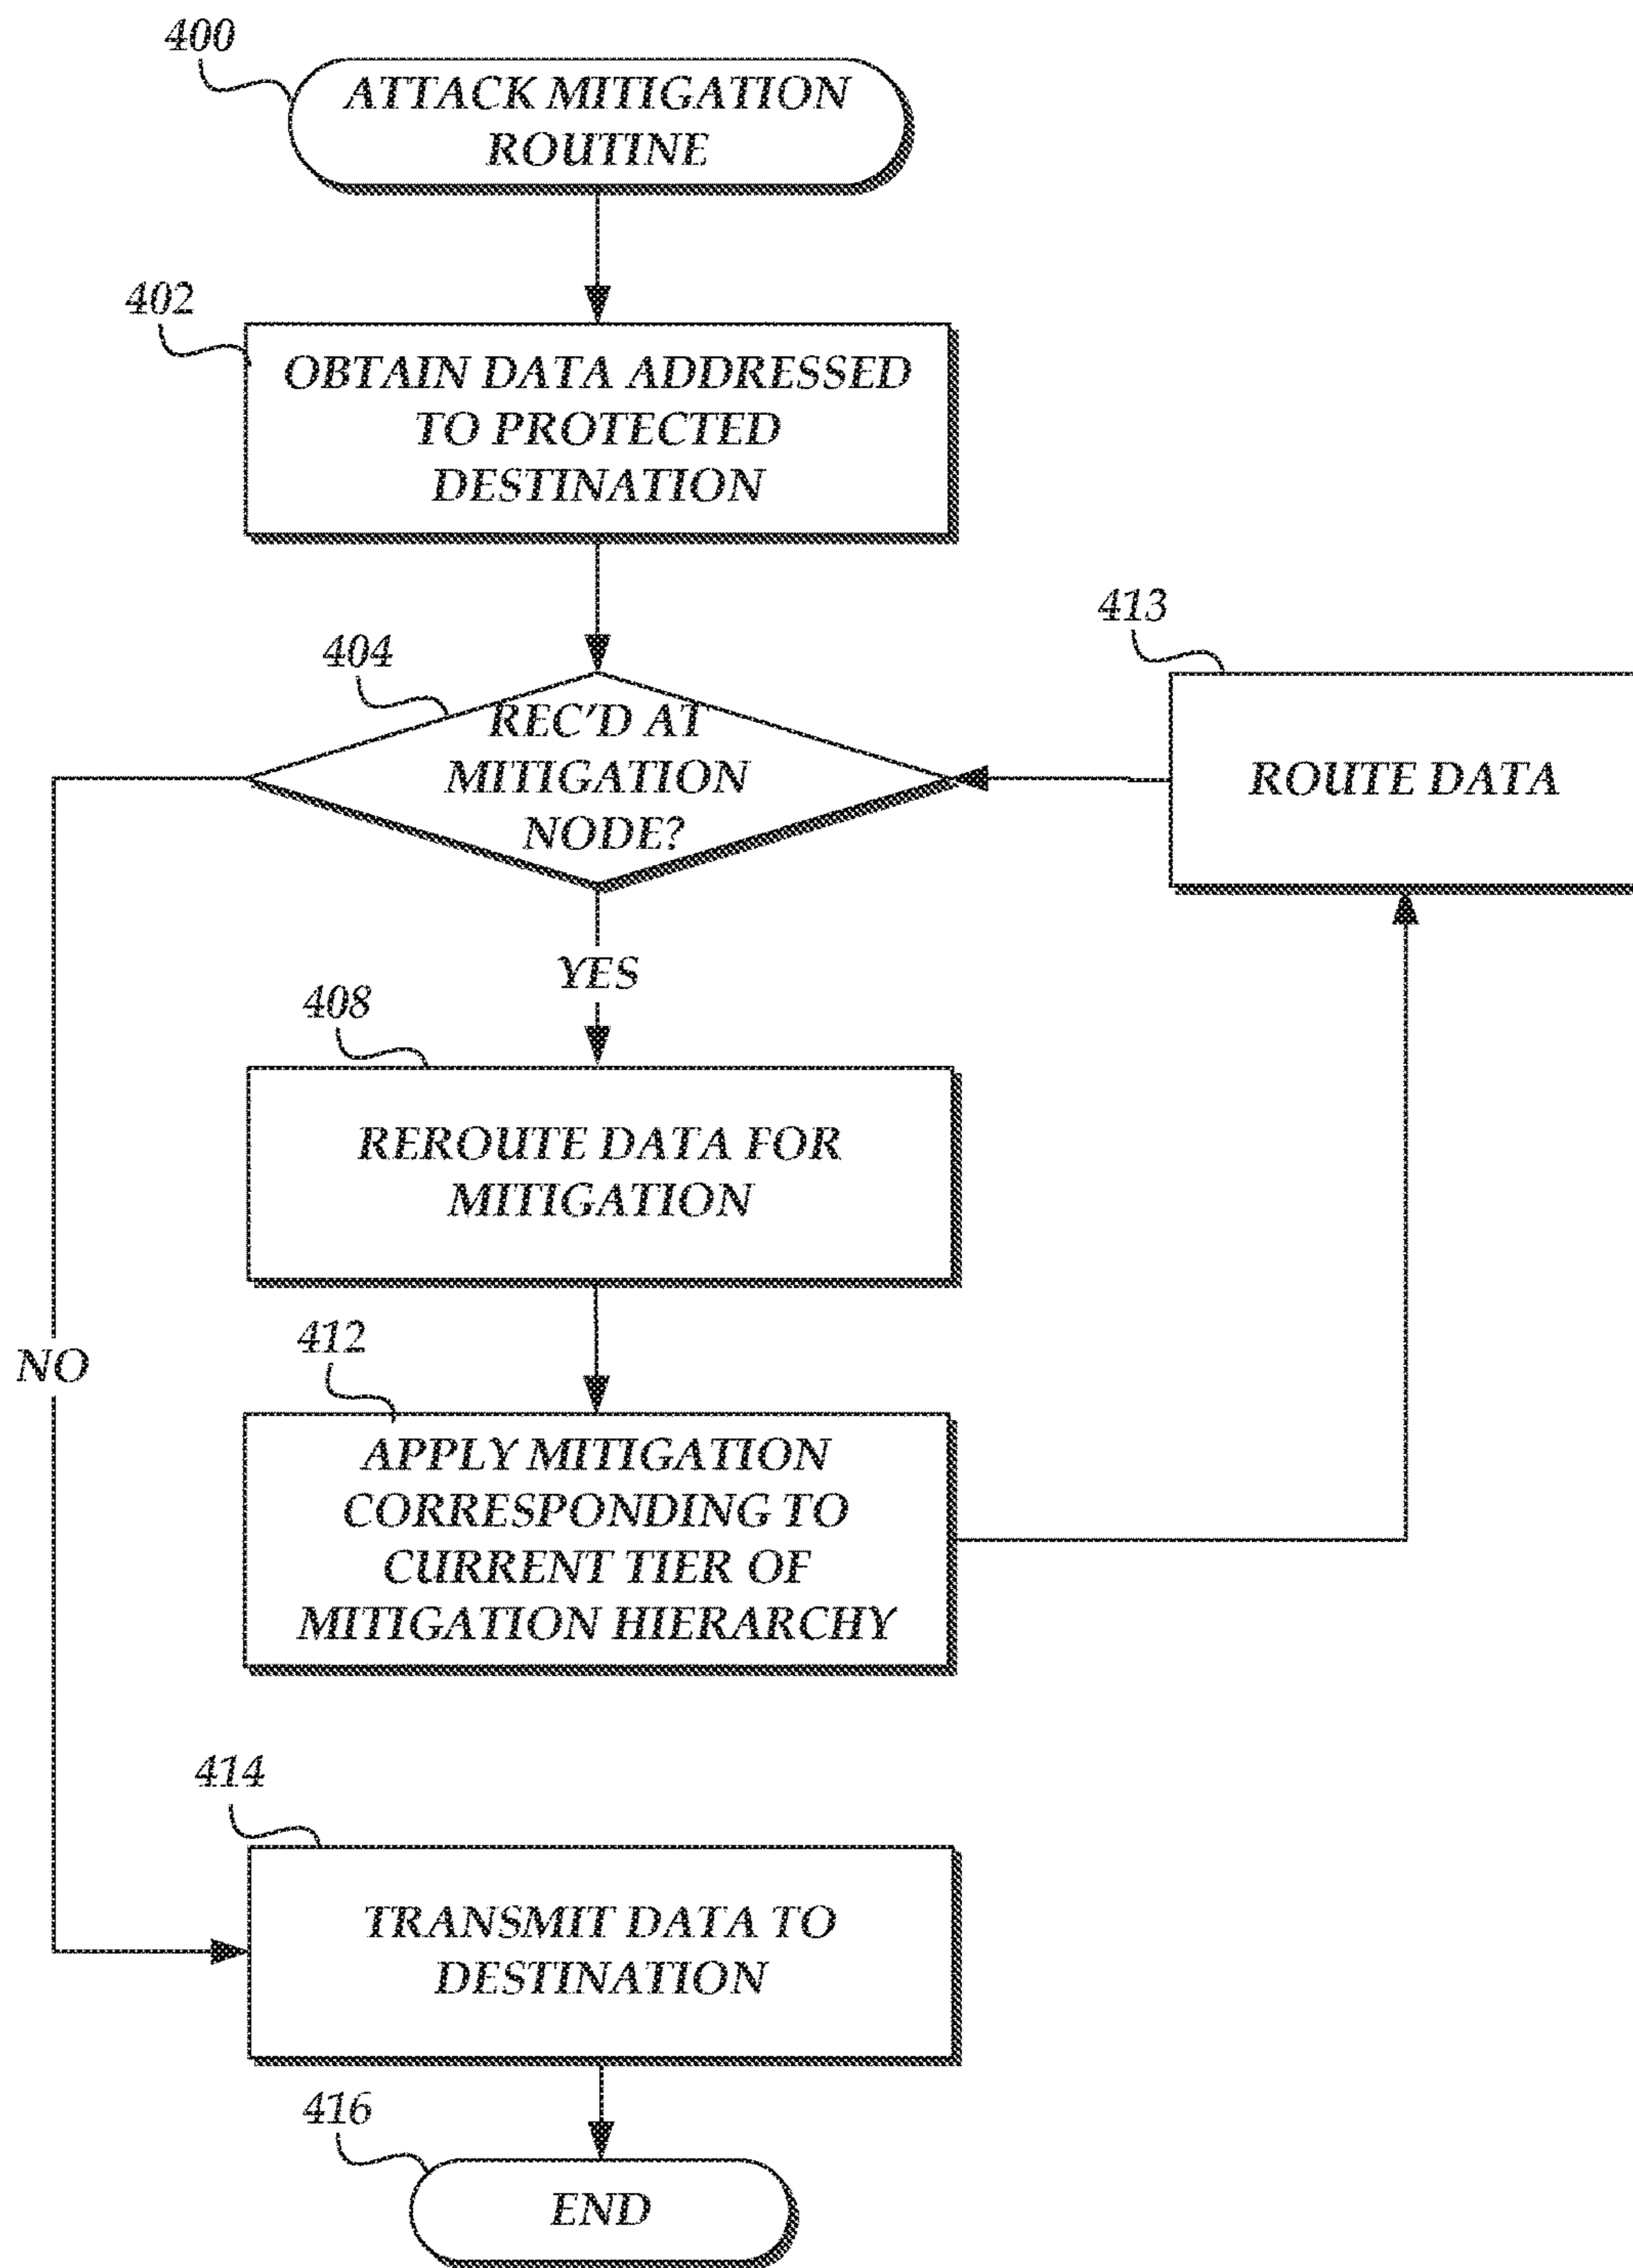 400
ATTACK MITIGATION
ROUTINE
402
OBTAIN DATA ADDRESSED
TO PROTECTED
DESTINATION
404
REC'D AT
MITIGATION
NODE?
413
ROUTE DATA
YES
408
REROUTE DATA FOR
MITIGATION
NO
412
APPLY MITIGATION
CORRESPONDING TO
CURRENT TIER OF
MITIGATION HIERARCHY
414
TRANSMIT DATA TO
DESTINATION
416
END